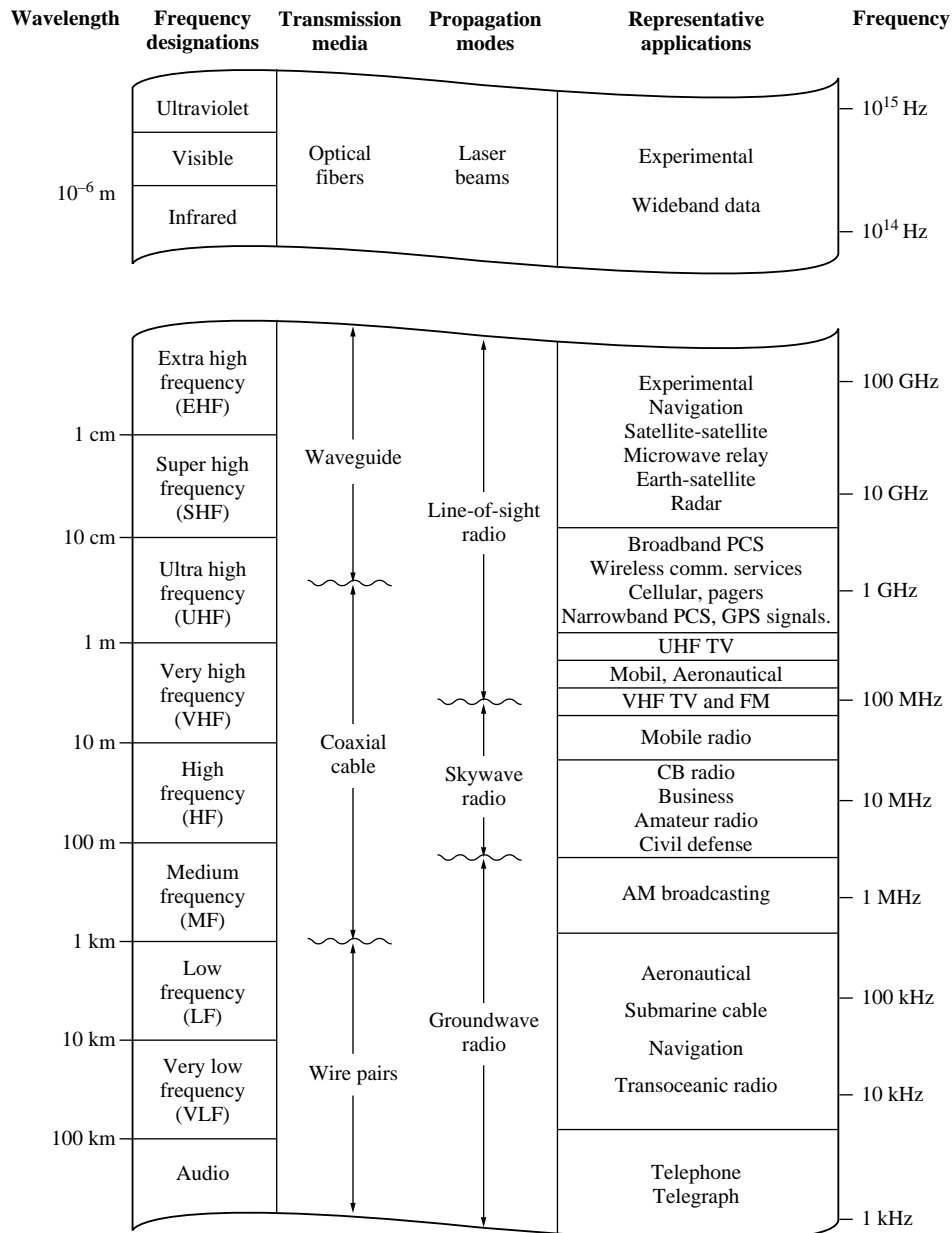 Wavelength
Frequency
designations
Transmission
media
Propagation
modes
Representative
applications
Frequency
Ultraviolet
Visible
Infrared
10⁻⁶ m
Optical
fibers
Laser
beams
Experimental
Wideband data
10¹⁵ Hz
10¹⁴ Hz
Extra high
frequency
(EHF)
1 cm
Super high
frequency
(SHF)
10 cm
Ultra high
frequency
(UHF)
1 m
Very high
frequency
(VHF)
10 m
High
frequency
(HF)
100 m
Medium
frequency
(MF)
1 km
Low
frequency
(LF)
10 km
Very low
frequency
(VLF)
100 km
Audio
Waveguide
Coaxial
cable
Wire pairs
Line-of-sight
radio
Skywave
radio
Groundwave
radio
Experimental
Navigation
Satellite-satellite
Microwave relay
Earth-satellite
Radar
Broadband PCS
Wireless comm. services
Cellular, pagers
Narrowband PCS, GPS signals.
UHF TV
Mobil, Aeronautical
VHF TV and FM
Mobile radio
CB radio
Business
Amateur radio
Civil defense
AM broadcasting
Aeronautical
Submarine cable
Navigation
Transoceanic radio
Telephone
Telegraph
100 GHz
10 GHz
1 GHz
100 MHz
10 MHz
1 MHz
100 kHz
10 kHz
1 kHz